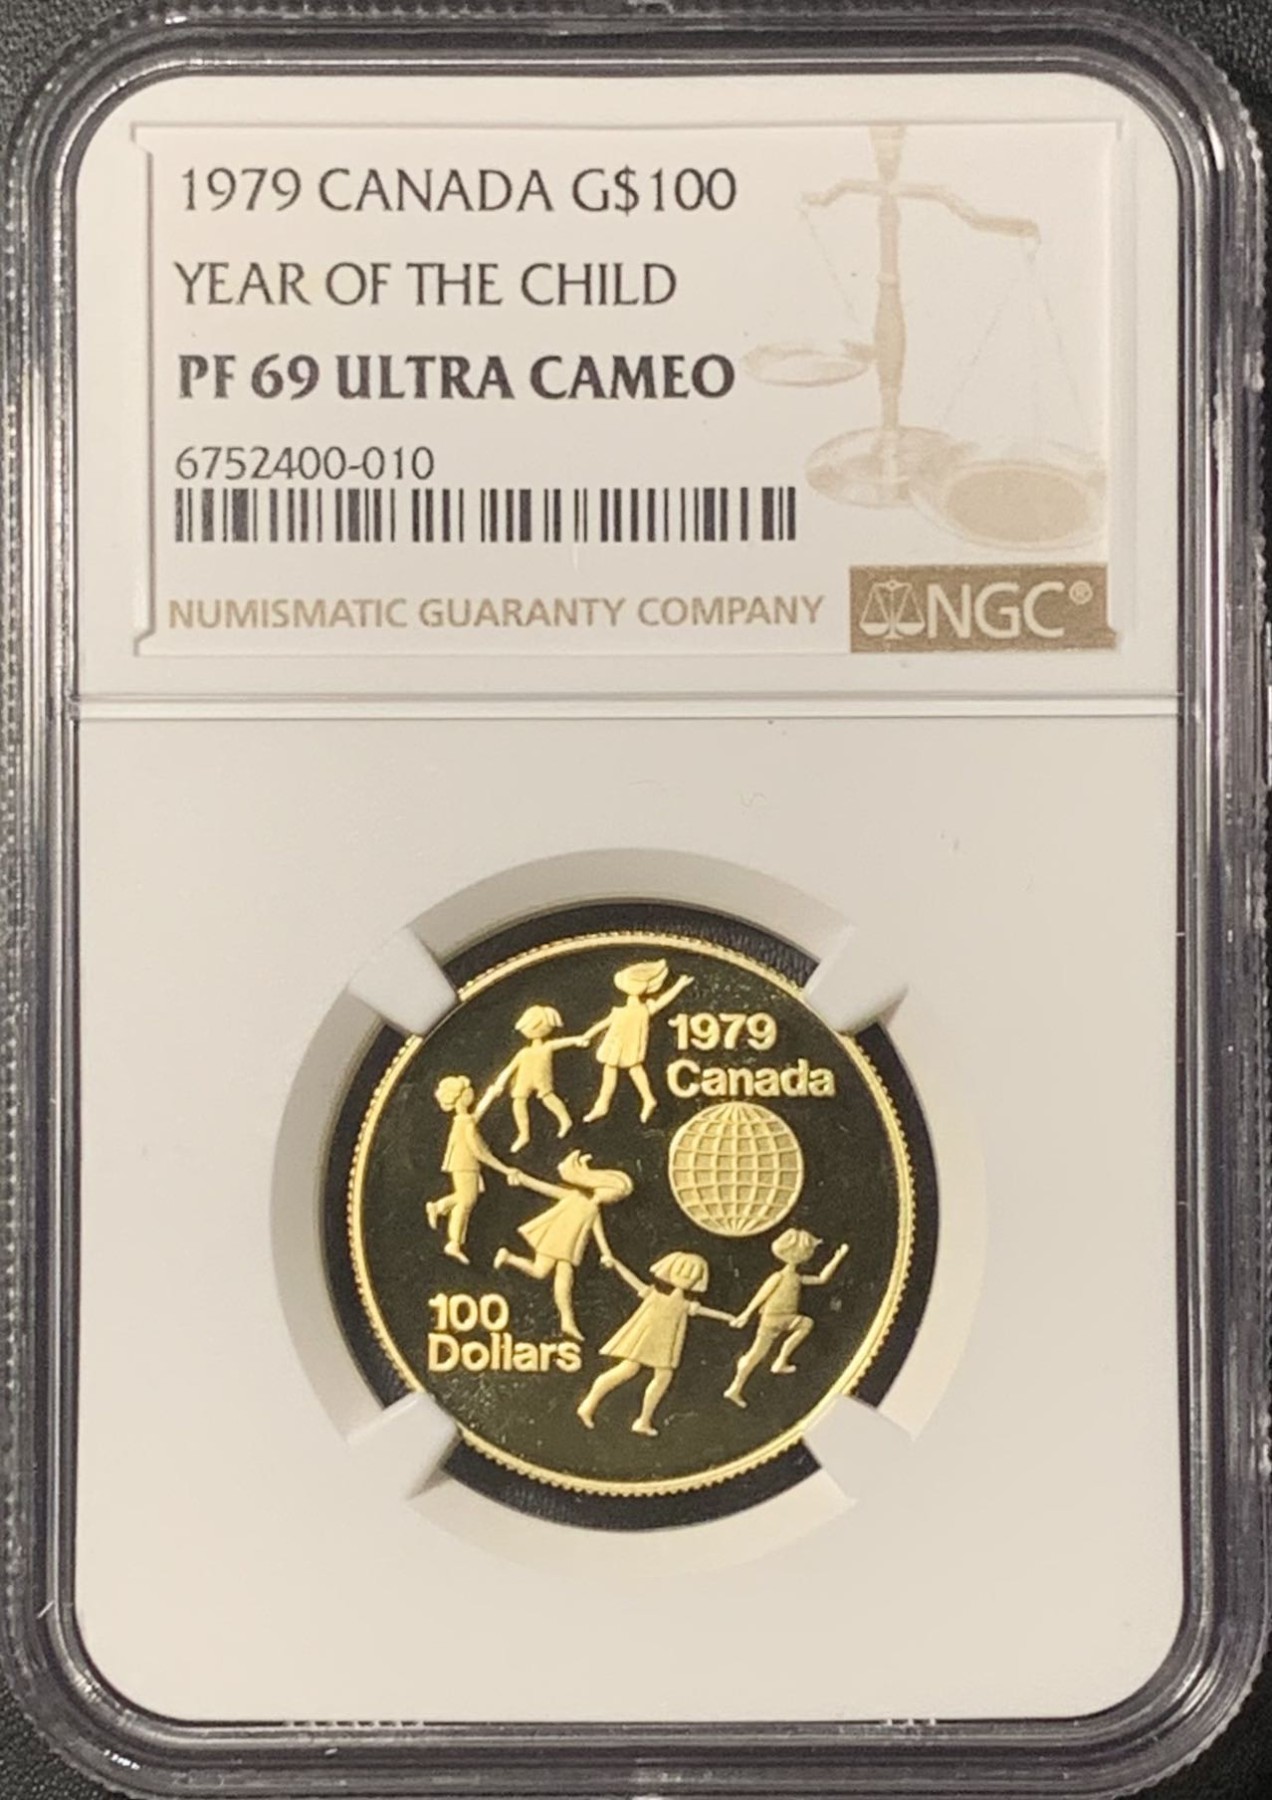 1979 CANADA G$100
YEAR OF THE CHILD
PF 69 ULTRA CAMEO
6752400-010
NUMISMATIC GUARANTY COMPANY
NGC®
1979
Canada
100
Dollars